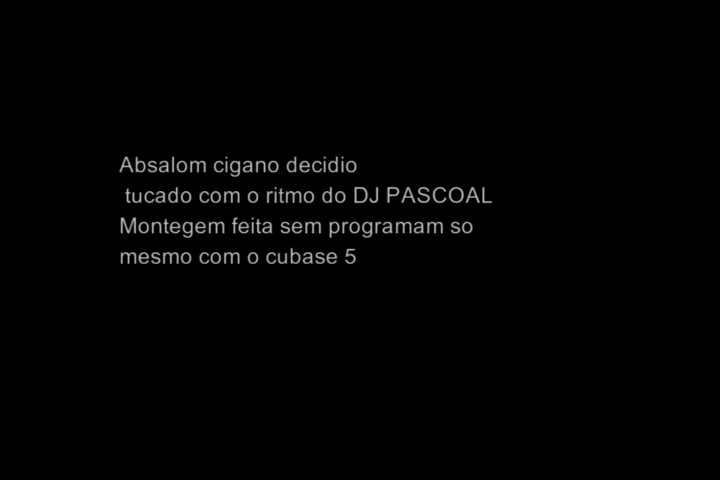 Absalom cigano decidio
tucado com o ritmo do DJ PASCOAL
Montegem feita sem programam so
mesmo com o cubase 5